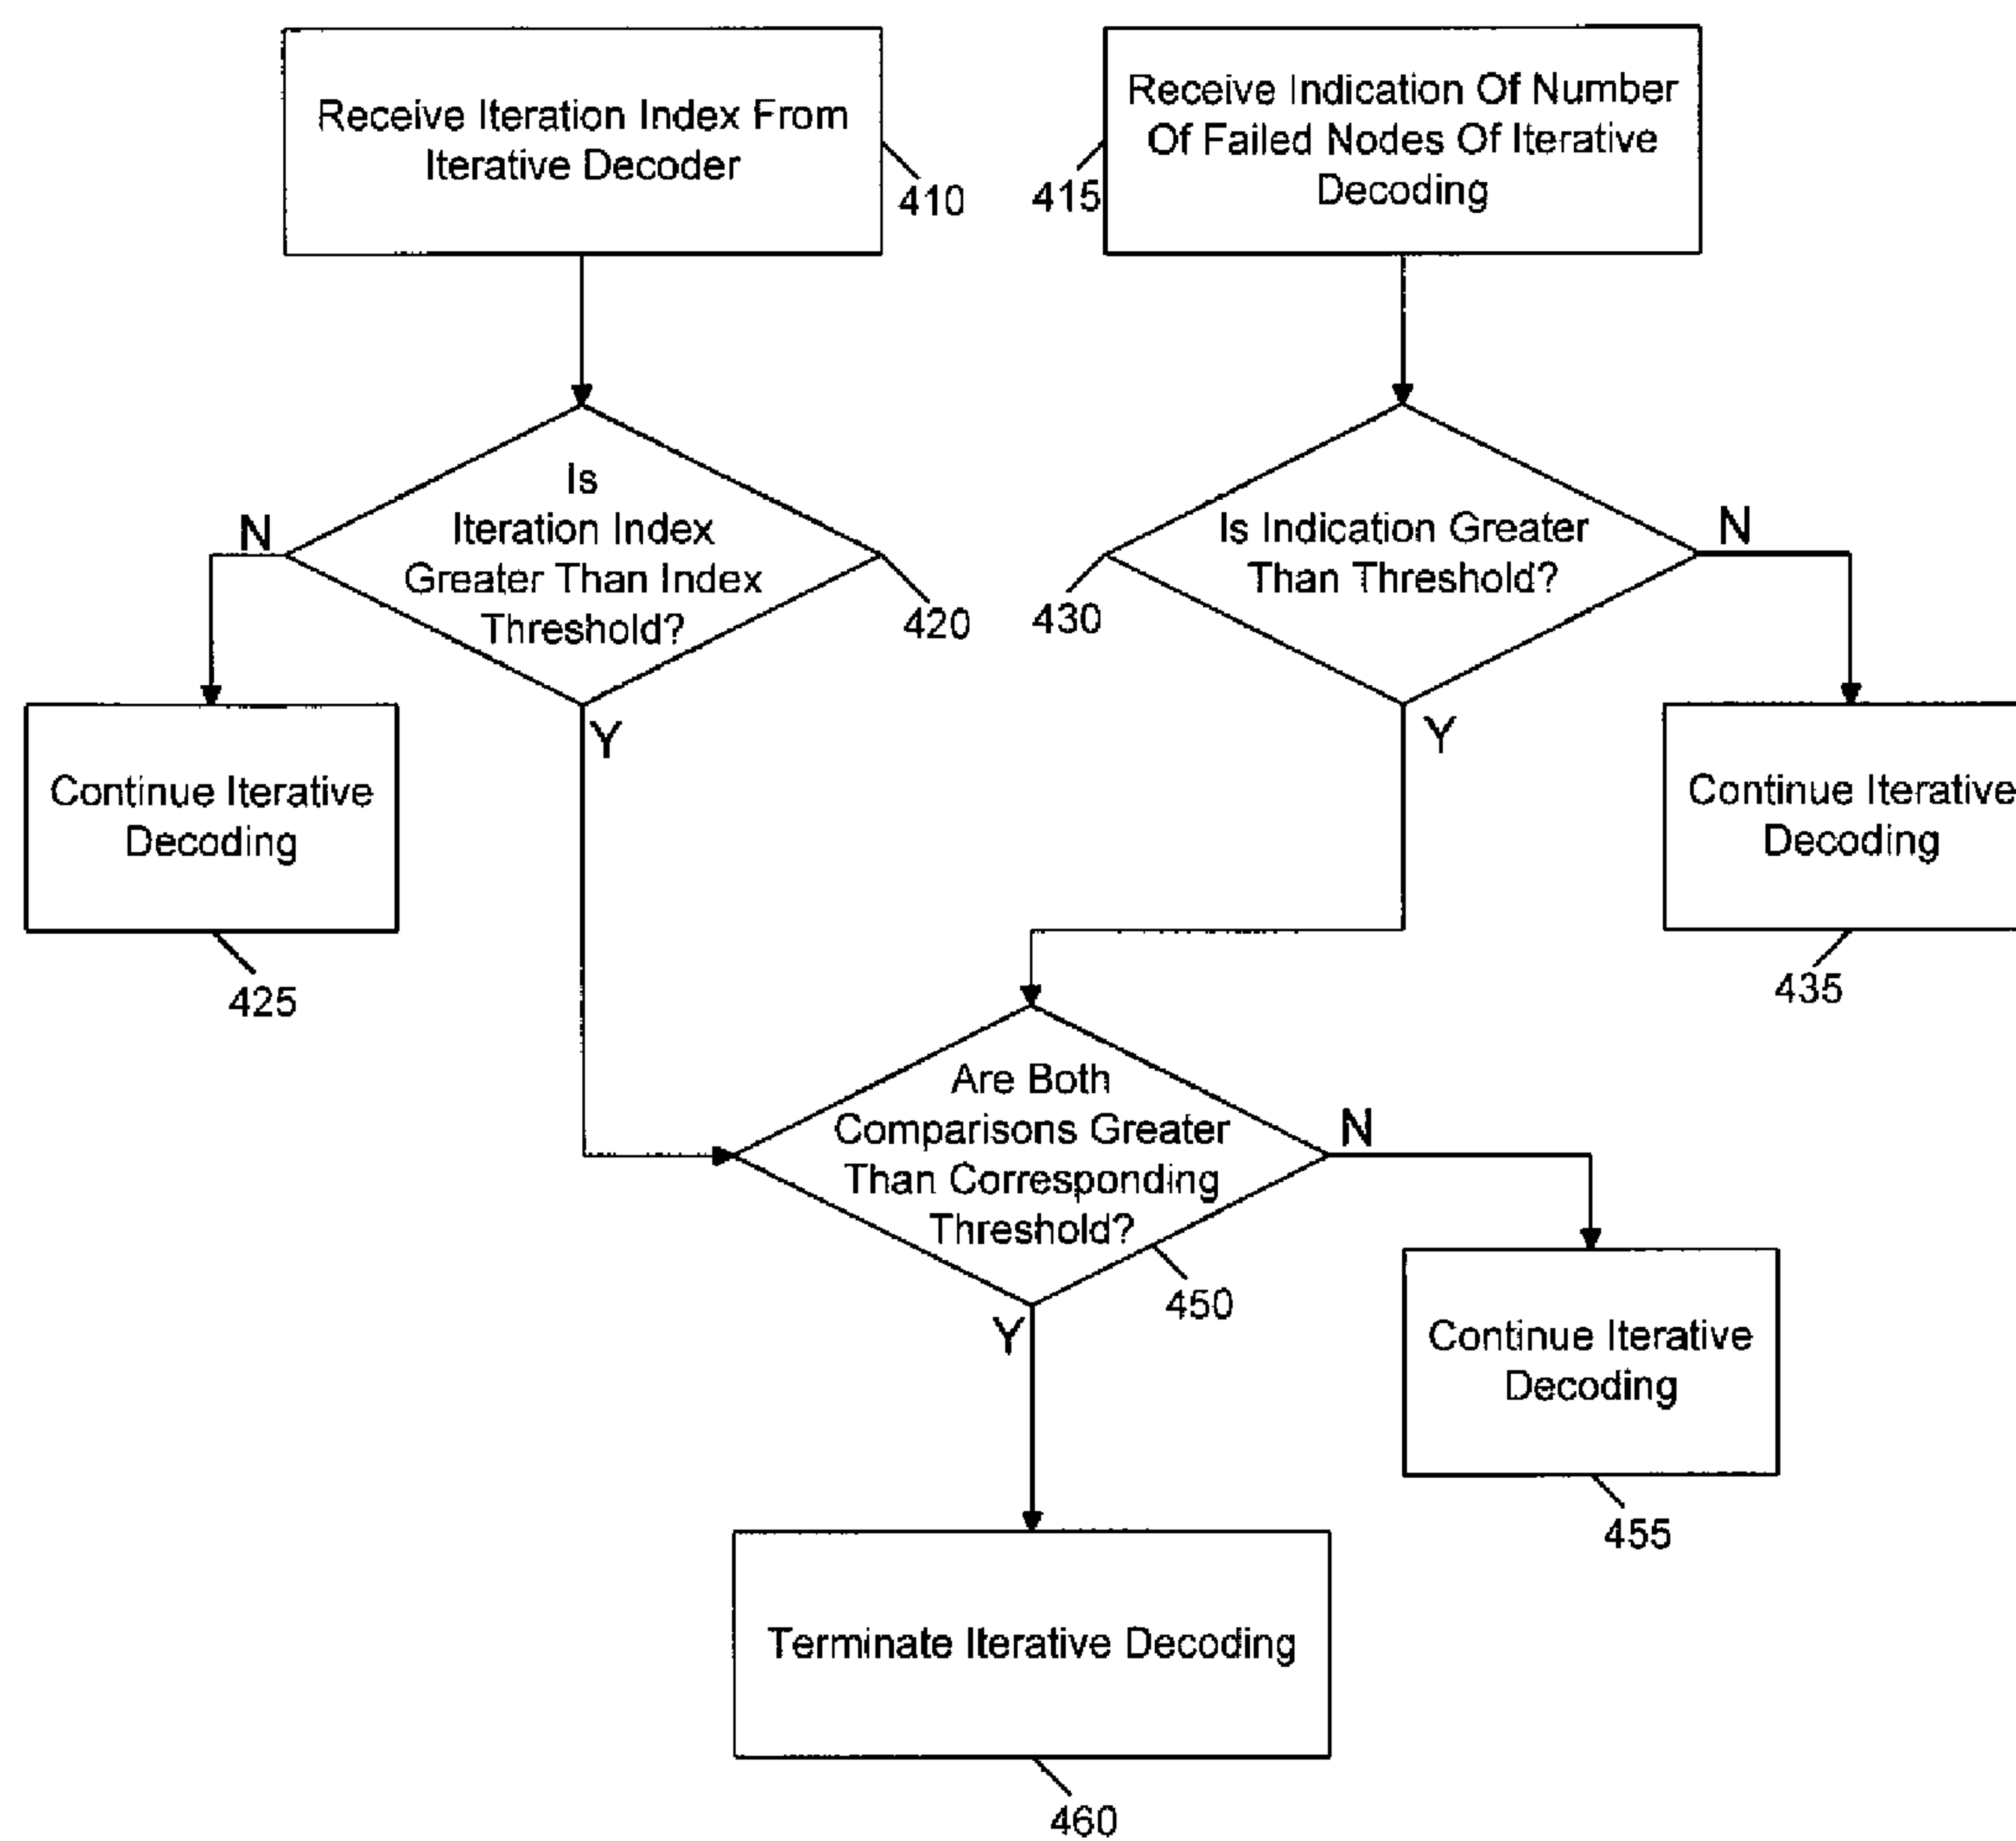 Receive Iteration Index From
Iterative Decoder
410
Receive Indication Of Number
Of Failed Nodes Of Iterative
Decoding
415
Is
Iteration Index
Greater Than Index
Threshold?
420
N
Y
Is Indication Greater
Than Threshold?
430
N
Y
Continue Iterative
Decoding
425
Continue Iterative
Decoding
435
Are Both
Comparisons Greater
Than Corresponding
Threshold?
450
N
Y
Continue Iterative
Decoding
455
Terminate Iterative Decoding
460